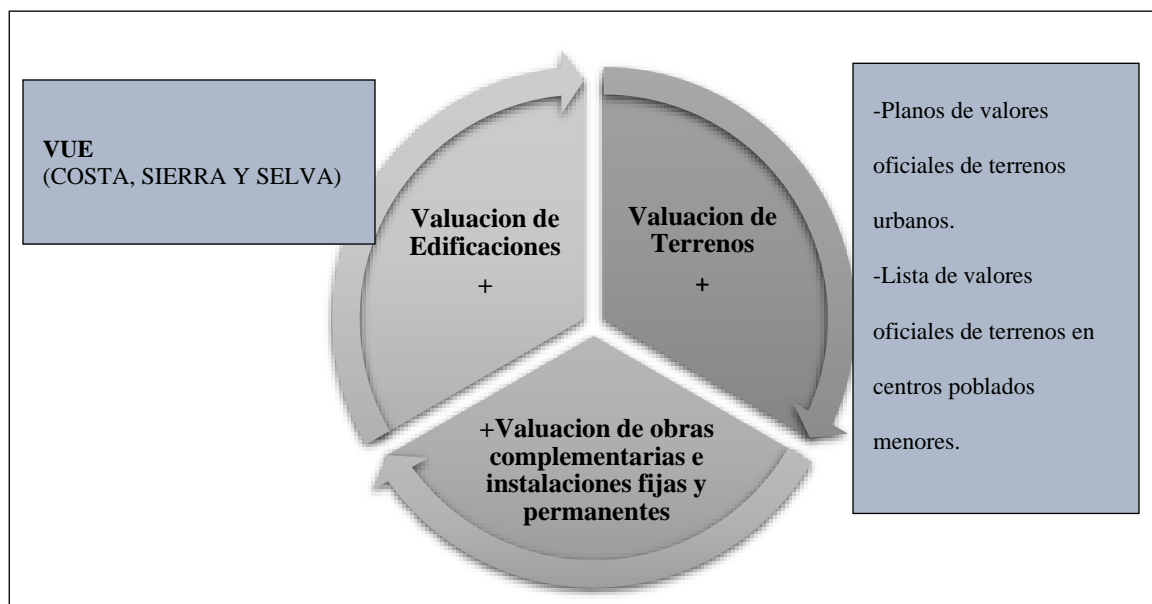 VUE
(COSTA, SIERRA Y SELVA)
Valuacion de
Edificaciones
+
Valuacion de
Terrenos
+
+Valuacion de obras
complementarias e
instalaciones fijas y
permanentes
-Planos de valores
oficiales de terrenos
urbanos.
-Lista de valores
oficiales de terrenos en
centros poblados
menores.